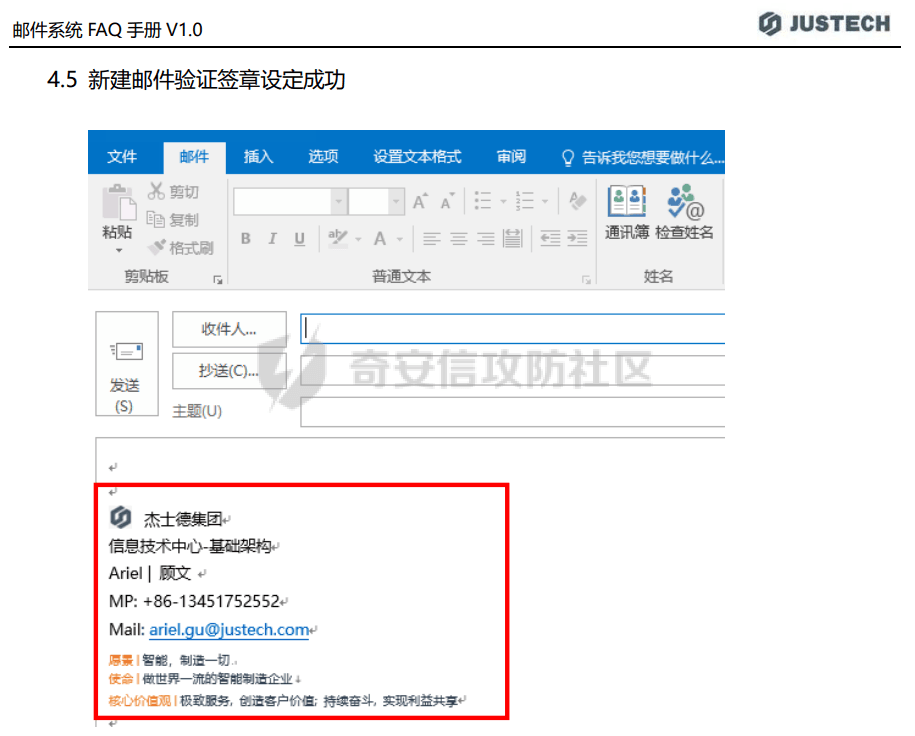 邮件系统 FAQ 手册 V1.0
JUSTECH
4.5 新建邮件验证签章设定成功
文件 邮件 插入 选项 设置文本格式 审阅 告诉我您想要做什么...
剪切
复制
粘贴
格式刷
剪贴板
B I U
A
普通文本
通讯簿 检查姓名
姓名
收件人...
抄送(C)...
主题(U)
发送
(S)
奇安信攻防社区
杰士德集团
信息技术中心-基础架构
Ariel | 顾文
MP: +86-13451752552
Mail: ariel.gu@justech.com
愿景 | 智能，制造一切.
使命 | 做世界一流的智能制造企业
核心价值观 | 极致服务, 创造客户价值; 持续奋斗, 实现利益共享